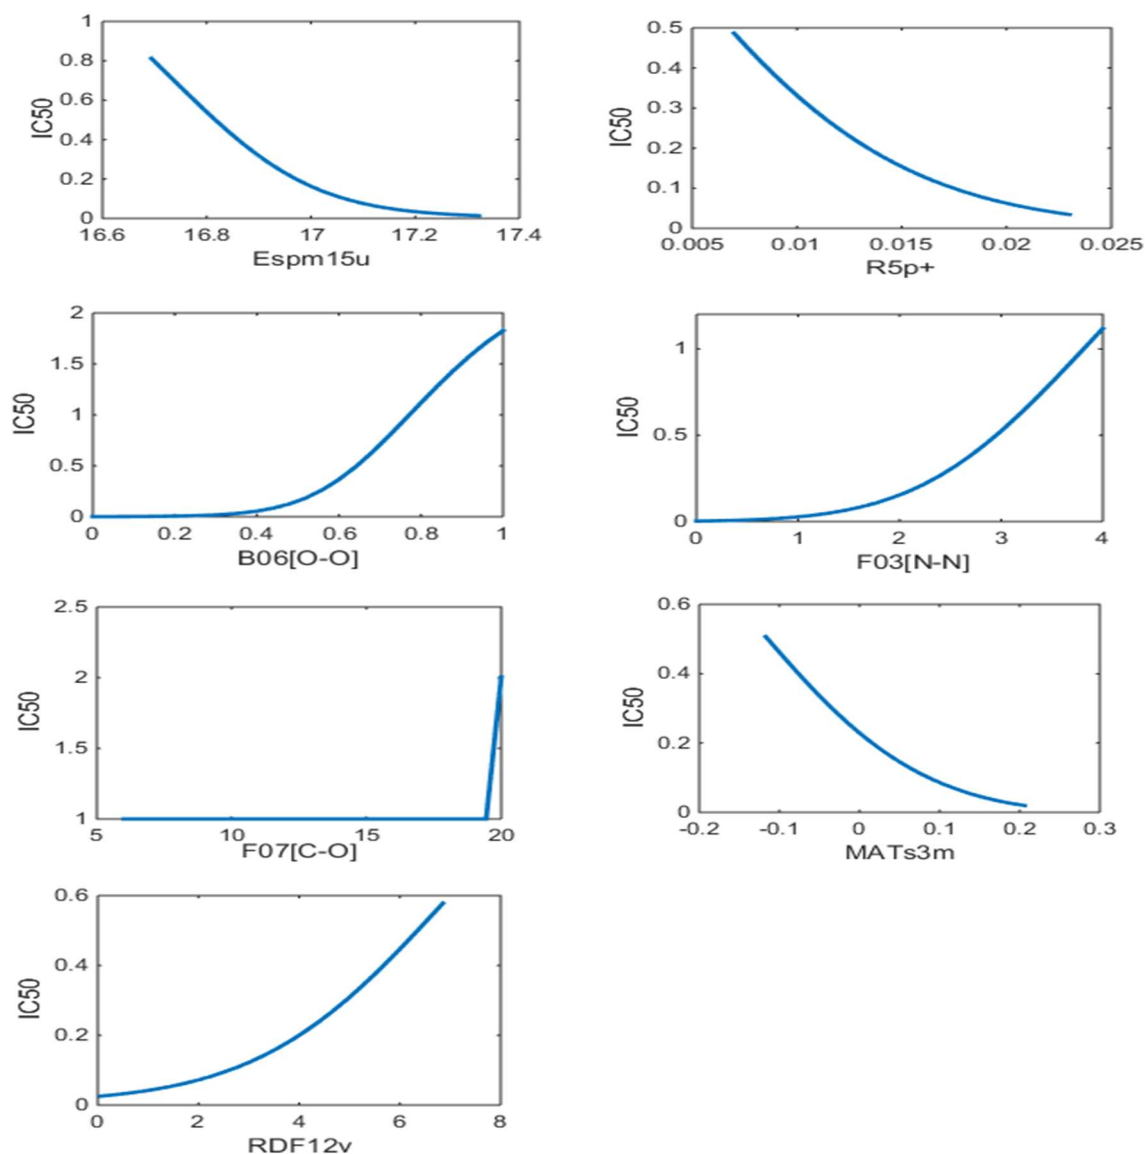 1
0.8
0.6
0.4
0.2
0
IC50
16.6 16.8 17 17.2 17.4
Espm15u
0.5
0.4
0.3
0.2
0.1
0
IC50
0.005 0.01 0.015 0.02 0.025
R5p+
2
1.5
1
0.5
0
IC50
0 0.2 0.4 0.6 0.8 1
B06[O-O]
1
0.5
0
IC50
0 1 2 3 4
F03[N-N]
2.5
2
1.5
1
IC50
5 10 15 20
F07[C-O]
0.6
0.4
0.2
0
IC50
-0.2 -0.1 0 0.1 0.2 0.3
MATs3m
0.6
0.4
0.2
0
IC50
0 2 4 6 8
RDF12v